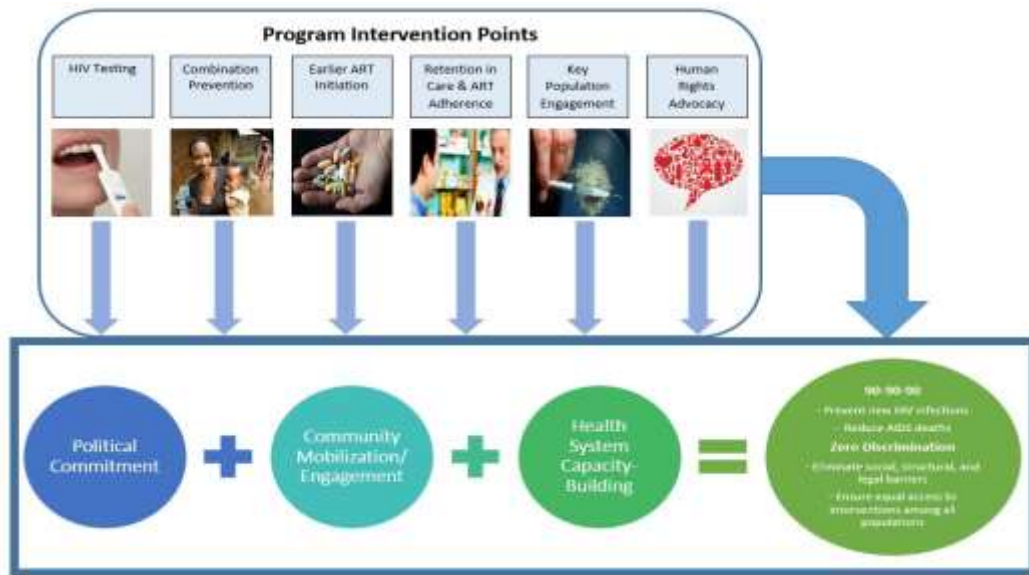 Program Intervention Points
HIV Testing
Combination
Prevention
Earlier ART
Initiation
Retention in
Care & ART
Adherence
Key
Population
Engagement
Human
Rights
Advocacy
Political
Commitment
Community
Mobilization/
Engagement
Health
System
Capacity-
Building
90-90-90
- Prevent new HIV infections
- Reduce AIDS deaths
Zero Discrimination
- Eliminate social, structural, and
legal barriers
- Ensure equal access to
interventions among all
populations